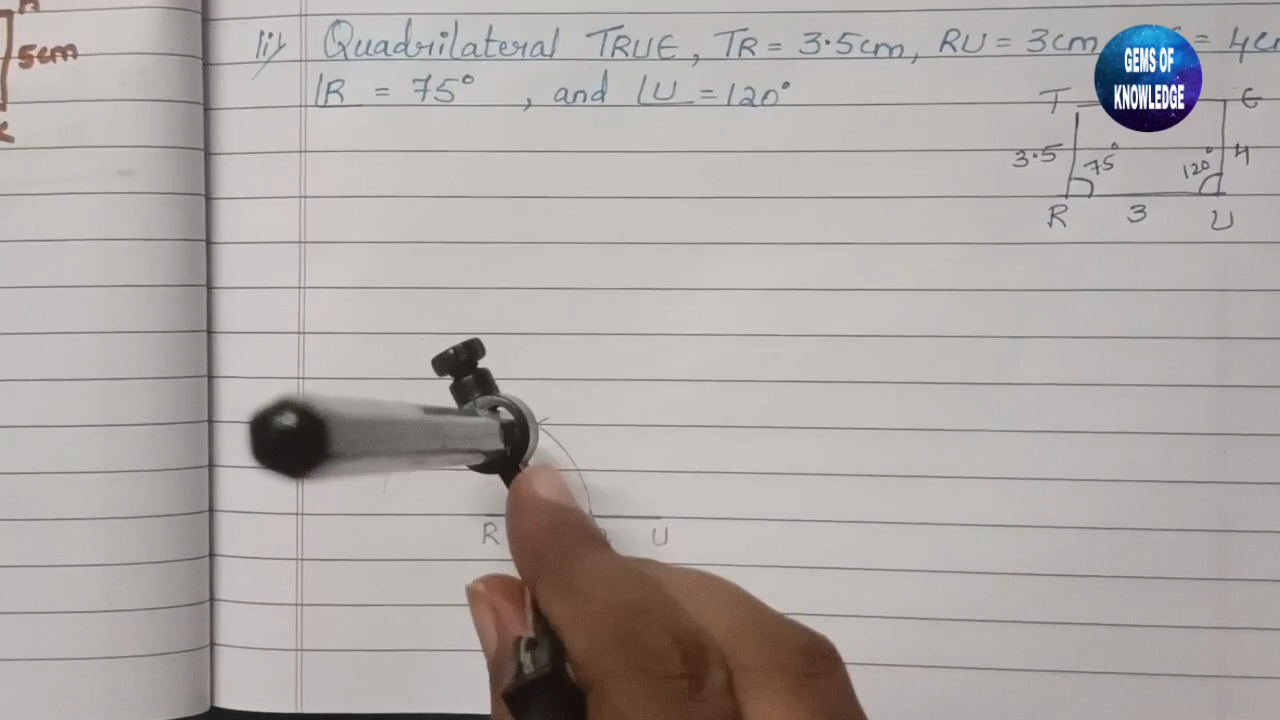 5cm
ii) Quadrilateral TRUE, TR = 3.5cm, RU = 3cm = 4cm
∠R = 75° , and ∠U = 120°
GEMS OF
KNOWLEDGE
T E
3.5 75° 120° 4
R 3 U
R U